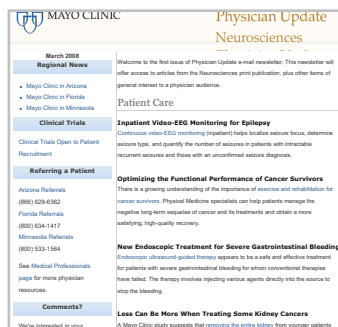 MAYO CLINIC
Physician Update
Neurosciences
March 2008
Regional News
Mayo Clinic in Arizona
Mayo Clinic in Florida
Mayo Clinic in Minnesota
Clinical Trials
Clinical Trials Open to Patient
Recruitment
Referring a Patient
Arizona Referrals
(866) 629-6362
Florida Referrals
(800) 634-1417
Minnesota Referrals
(800) 533-1564
See Medical Professionals
page for more physician
resources.
Comments?
We're interested in your
Welcome to the first issue of Physician Update e-mail newsletter. This newsletter will
offer access to articles from the Neurosciences print publication, plus other items of
general interest to a physician audience.
Patient Care
Inpatient Video-EEG Monitoring for Epilepsy
Continuous video-EEG monitoring (inpatient) helps localize seizure focus, determine
seizure type, and quantify the number of seizures in patients with intractable
recurrent seizures and those with an unconfirmed seizure diagnosis.
Optimizing the Functional Performance of Cancer Survivors
There is a growing understanding of the importance of exercise and rehabilitation for
cancer survivors. Physical Medicine specialists can help patients manage the
negative long-term sequelae of cancer and its treatments and obtain a more
satisfying, high-quality recovery.
New Endoscopic Treatment for Severe Gastrointestinal Bleeding
Endoscopic ultrasound-guided therapy appears to be a safe and effective treatment
for patients with severe gastrointestinal bleeding for whom conventional therapies
have failed. The therapy involves injecting various agents directly into the source to
stop the bleeding.
Less Can Be More When Treating Some Kidney Cancers
A Mayo Clinic study suggests that removing the entire kidney from younger patients